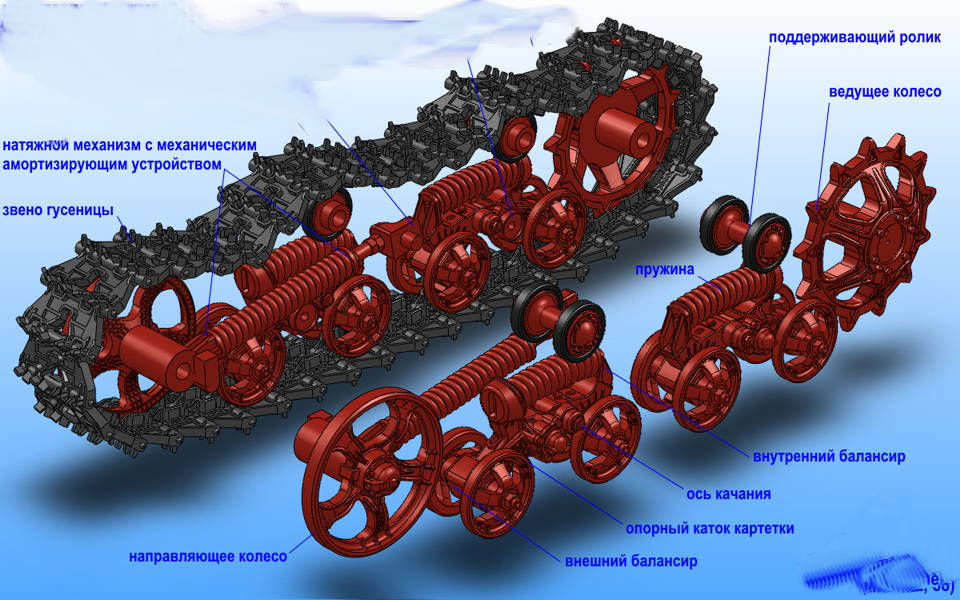 поддерживающий ролик
ведущее колесо
натяжной механизм с механическим
амортизирующим устройством
звено гусеницы
пружина
внутренний балансир
ось качания
опорный каток картетки
внешний балансир
направляющее колесо